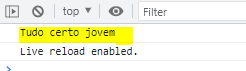 top
Filter
Tudo certo jovem
Live reload enabled.